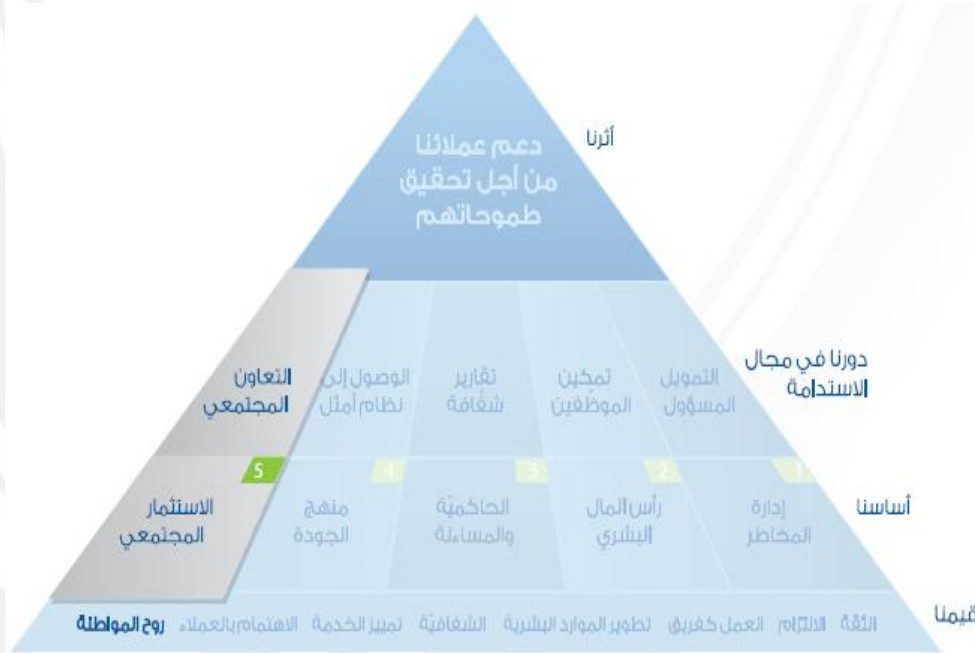 أثرنا
دعم عملائنا
من أجل تحقيق
طموحاتهم
دورنا في مجال
الاستدامة
التمويل
المسؤول
تمكين
الموظفين
تقارير
شفافة
الوصول إلى
نظام أمثل
التعاون
المجتمعي
أساسنا
1
إدارة
المخاطر
2
رأس المال
البشري
3
الحاكمية
والمساءلة
4
منهج
الجودة
5
الاستثمار
المجتمعي
قيمنا
الثقة الالتزام العمل كفريق تطوير الموارد البشرية الشفافية تمييز الخدمة الاهتمام بالعملاء روح المواطنة